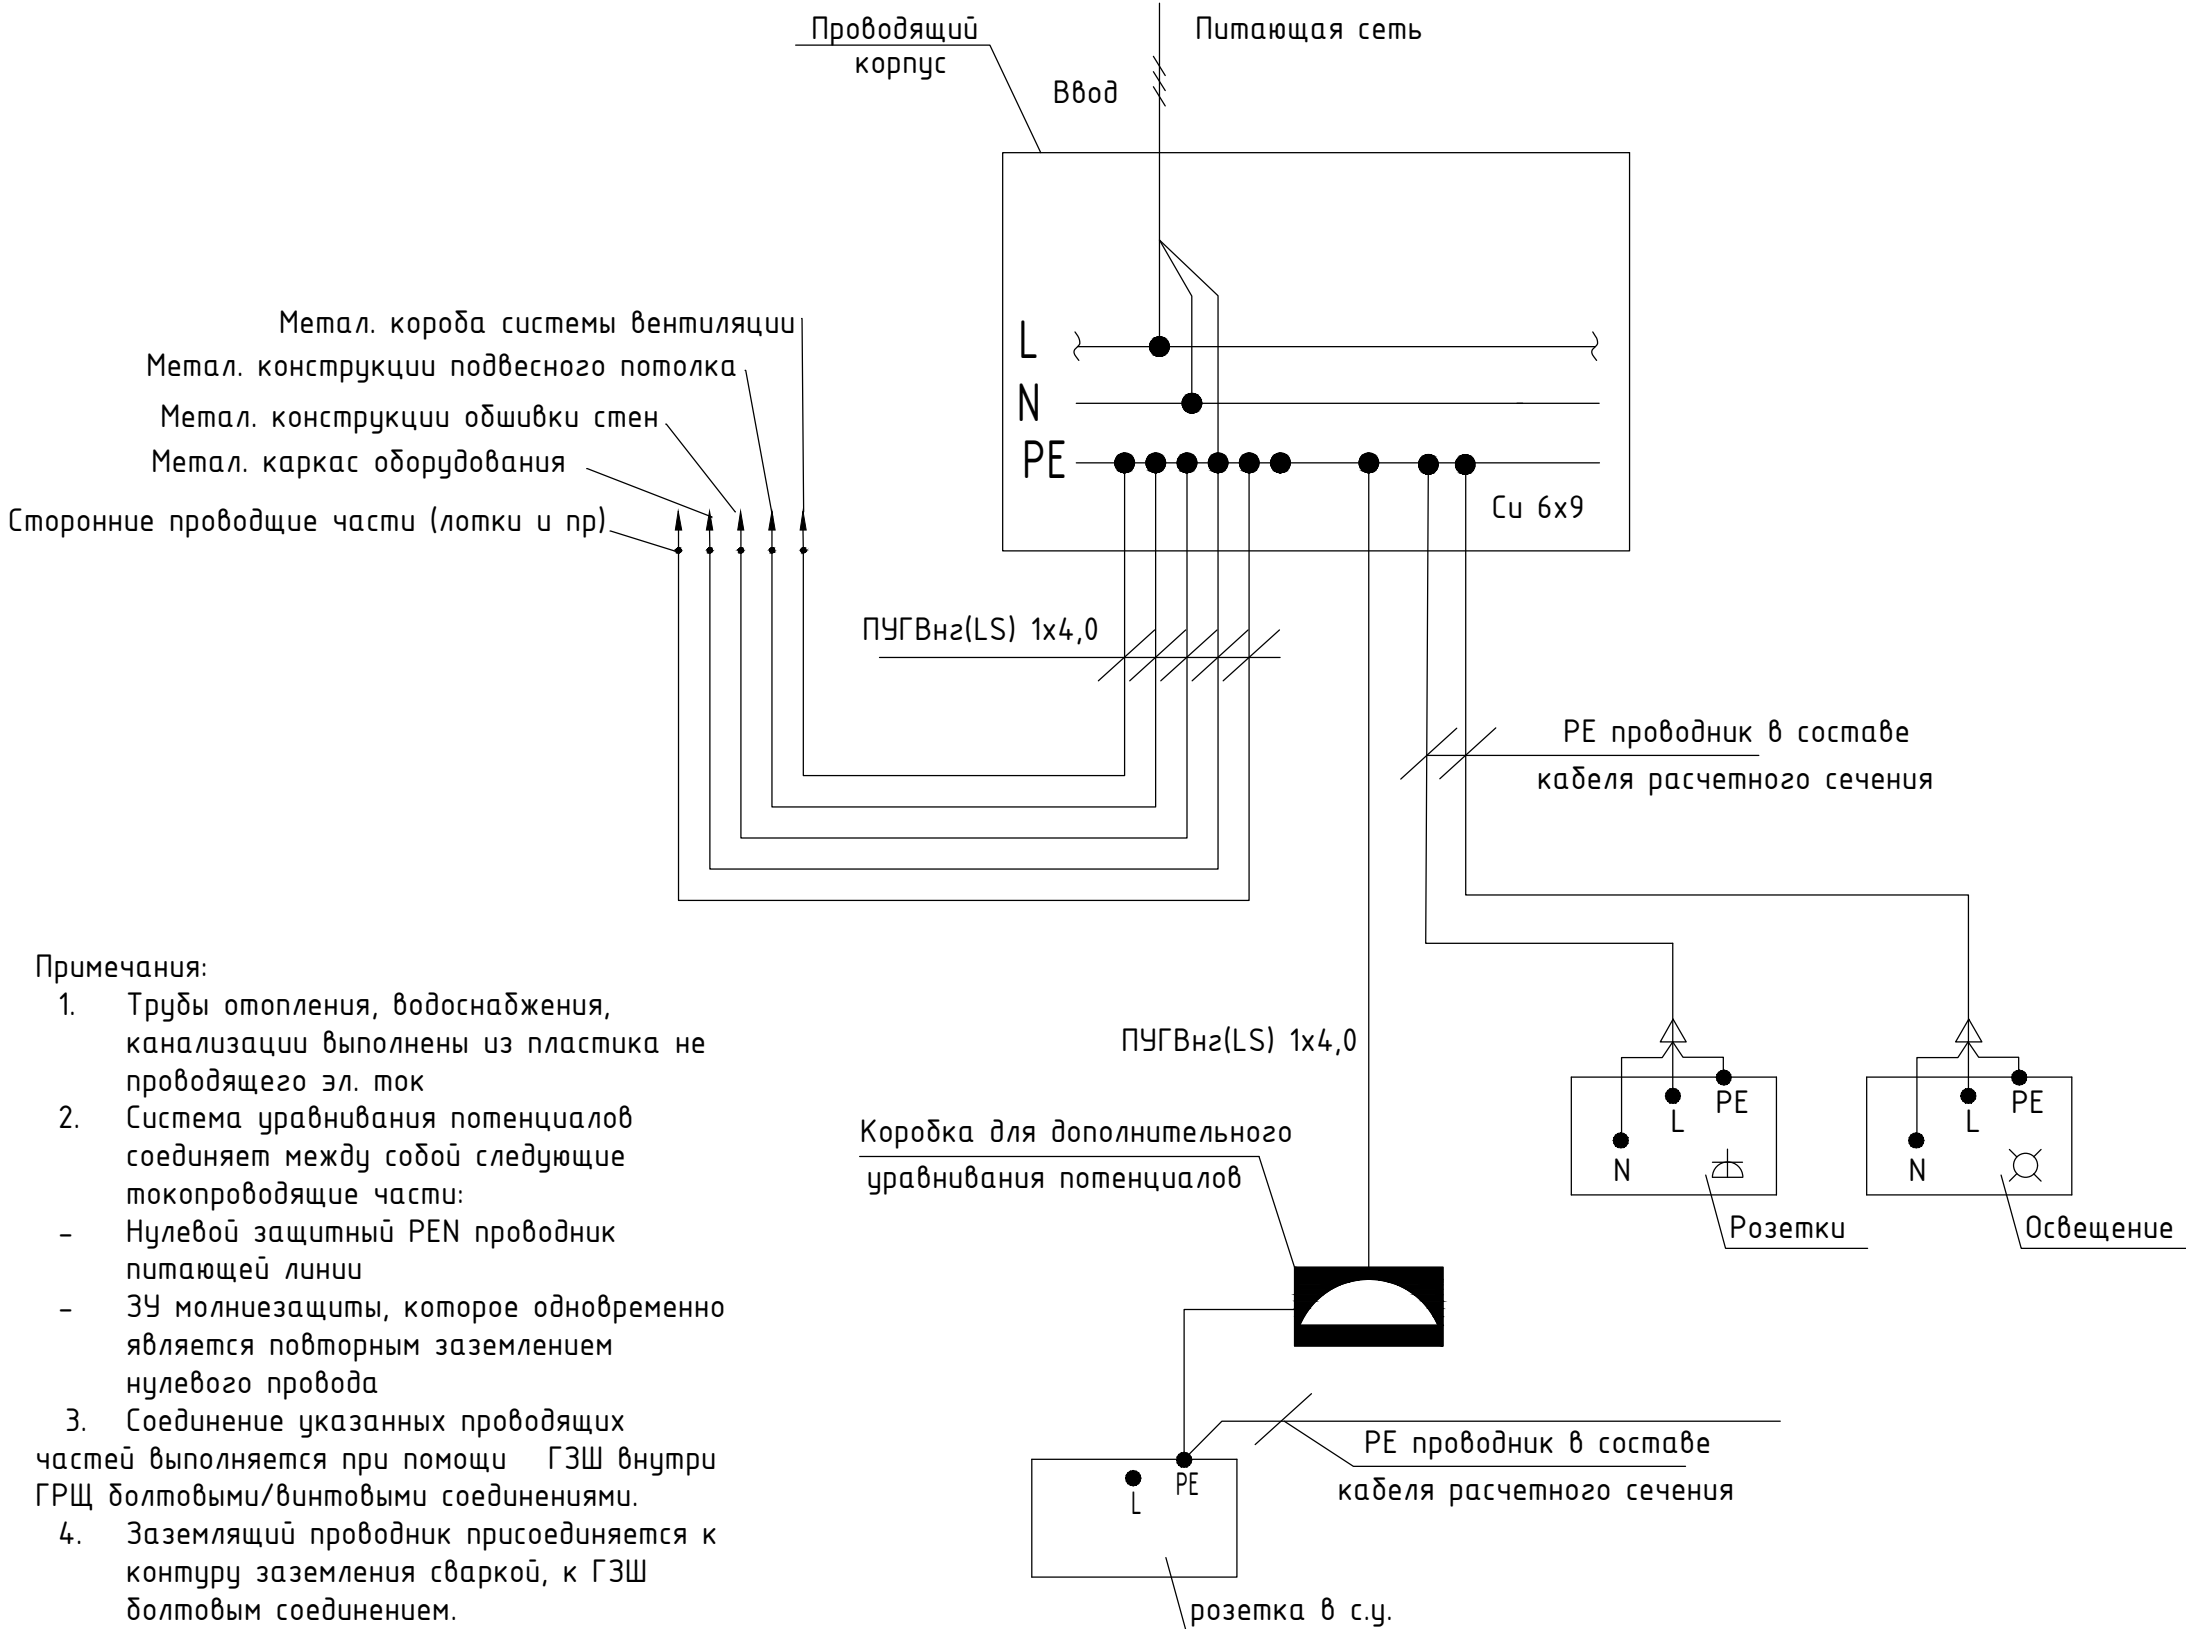 Проводящий
корпус
Питающая сеть
Ввод
L
N
PE
Cu 6x9
Метал. короба системы вентиляции
Метал. конструкции подвесного потолка
Метал. конструкции обшивки стен
Метал. каркас оборудования
Сторонние проводщие части (лотки и пр)
ПУГВнг(LS) 1x4,0
PE проводник в составе
кабеля расчетного сечения
ПУГВнг(LS) 1x4,0
Коробка для дополнительного
уравнивания потенциалов
L PE
N
Розетки
L PE
N
Освещение
PE проводник в составе
кабеля расчетного сечения
L PE
розетка в с.у.
Примечания:
1. Трубы отопления, водоснабжения,
канализации выполнены из пластика не
проводящего эл. ток
2. Система уравнивания потенциалов
соединяет между собой следующие
токопроводящие части:
- Нулевой защитный PEN проводник
питающей линии
- ЗУ молниезащиты, которое одновременно
является повторным заземлением
нулевого провода
3. Соединение указанных проводящих
частей выполняется при помощи ГЗШ внутри
ГРЩ болтовыми/винтовыми соединениями.
4. Заземлящий проводник присоединяется к
контуру заземления сваркой, к ГЗШ
болтовым соединением.